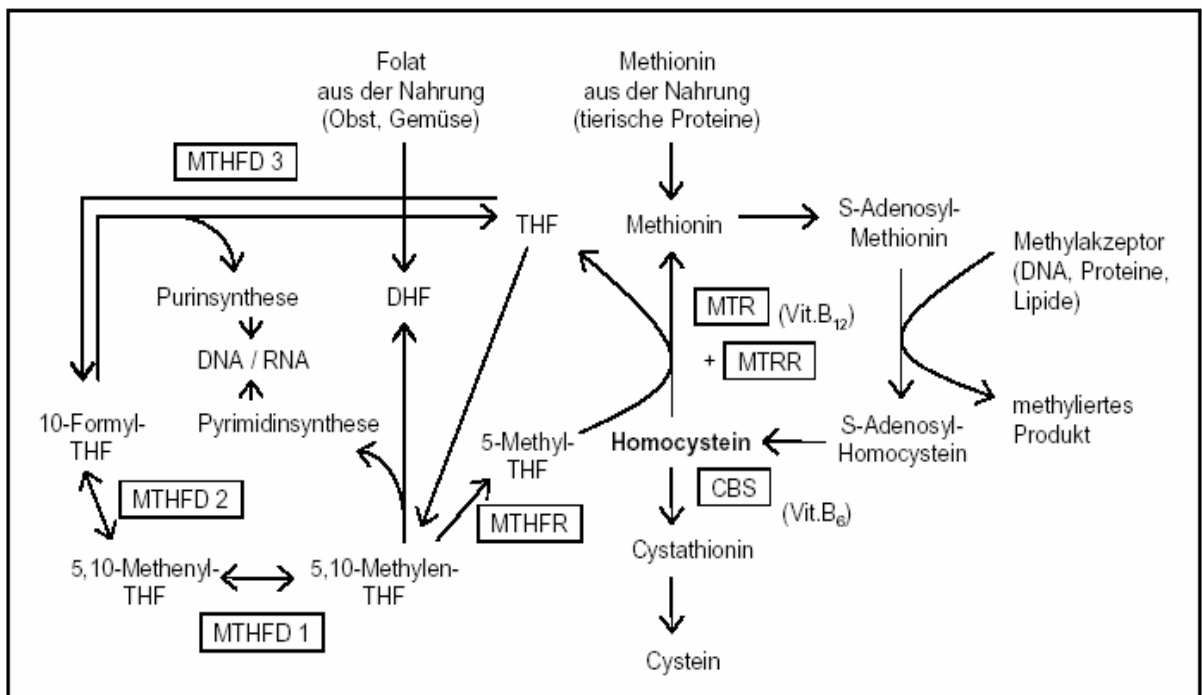 Folat
aus der Nahrung
(Obst, Gemüse)
Methionin
aus der Nahrung
(tierische Proteine)
MTHFD 3
THF
Methionin
S-Adenosyl-
Methionin
Methylakzeptor
(DNA, Proteine,
Lipide)
Purinsynthese
DHF
MTR (Vit.B₁₂)
+ MTRR
DNA / RNA
10-Formyl-
THF
Pyrimidinsynthese
5-Methyl-
THF
Homocystein
S-Adenosyl-
Homocystein
methyliertes
Produkt
MTHFD 2
MTHFR
CBS
(Vit.B₆)
5,10-Methenyl-
THF
5,10-Methylen-
THF
Cystathionin
MTHFD 1
Cystein